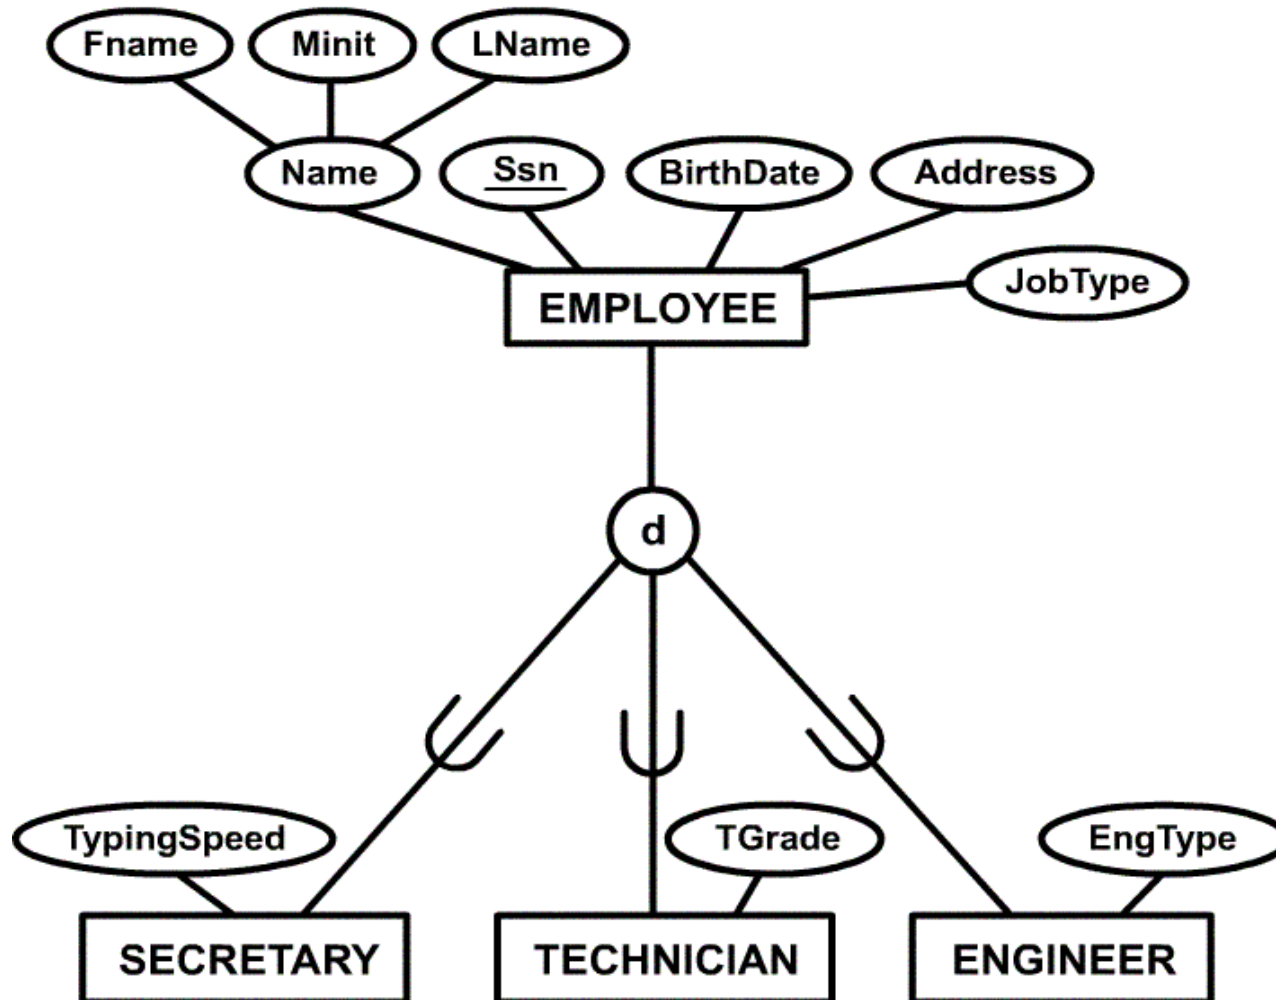 Fname
Minit
LName
Name
Ssn
BirthDate
Address
JobType
EMPLOYEE
d
TypingSpeed
TGrade
EngType
SECRETARY
TECHNICIAN
ENGINEER